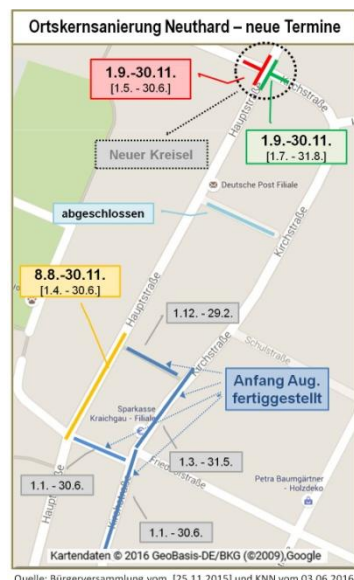 Ortskernsanierung Neuthard – neue Termine
1.9.-30.11.
[1.5. - 30.6.]
Kirchstraße
Hauptstraße
1.9.-30.11.
[1.7. - 31.8.]
Neuer Kreisel
Deutsche Post Filiale
abgeschlossen
Kirchstraße
8.8.-30.11.
[1.4. - 30.6.]
Hauptstraße
1.12. - 29.2.
Kirchstraße
Schulstraße
Anfang Aug.
fertiggestellt
Sparkasse
Kraichgau - Filiale
1.3. - 31.5.
Friedhofstraße
1.1. - 30.6.
Petra Baumgärtner
- Holzdeko
Hauptstraße
Kirchstraße
1.1. - 30.6.
Kartendaten © 2016 GeoBasis-DE/BKG (©2009),Google
Quelle: Bürgerversammlung vom [25.11.2015] und KNN vom 03.06.2016